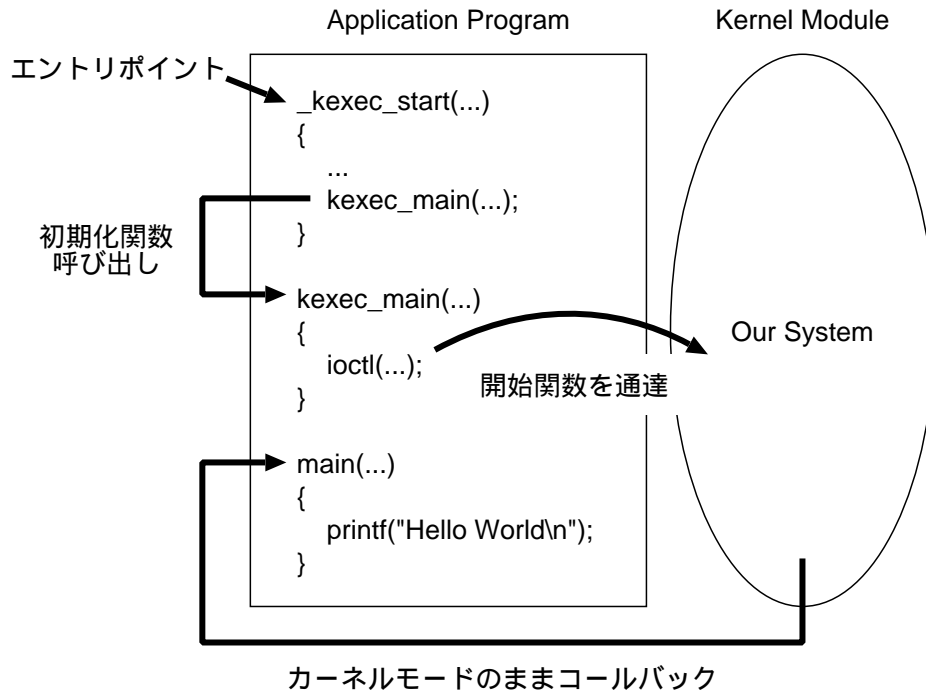 Application Program
Kernel Module
エントリポイント
_kexec_start(...)
{
...
kexec_main(...);
}
初期化関数
呼び出し
kexec_main(...)
{
ioctl(...);
}
開始関数を通達
Our System
main(...)
{
printf("Hello World\n");
}
カーネルモードのままコールバック